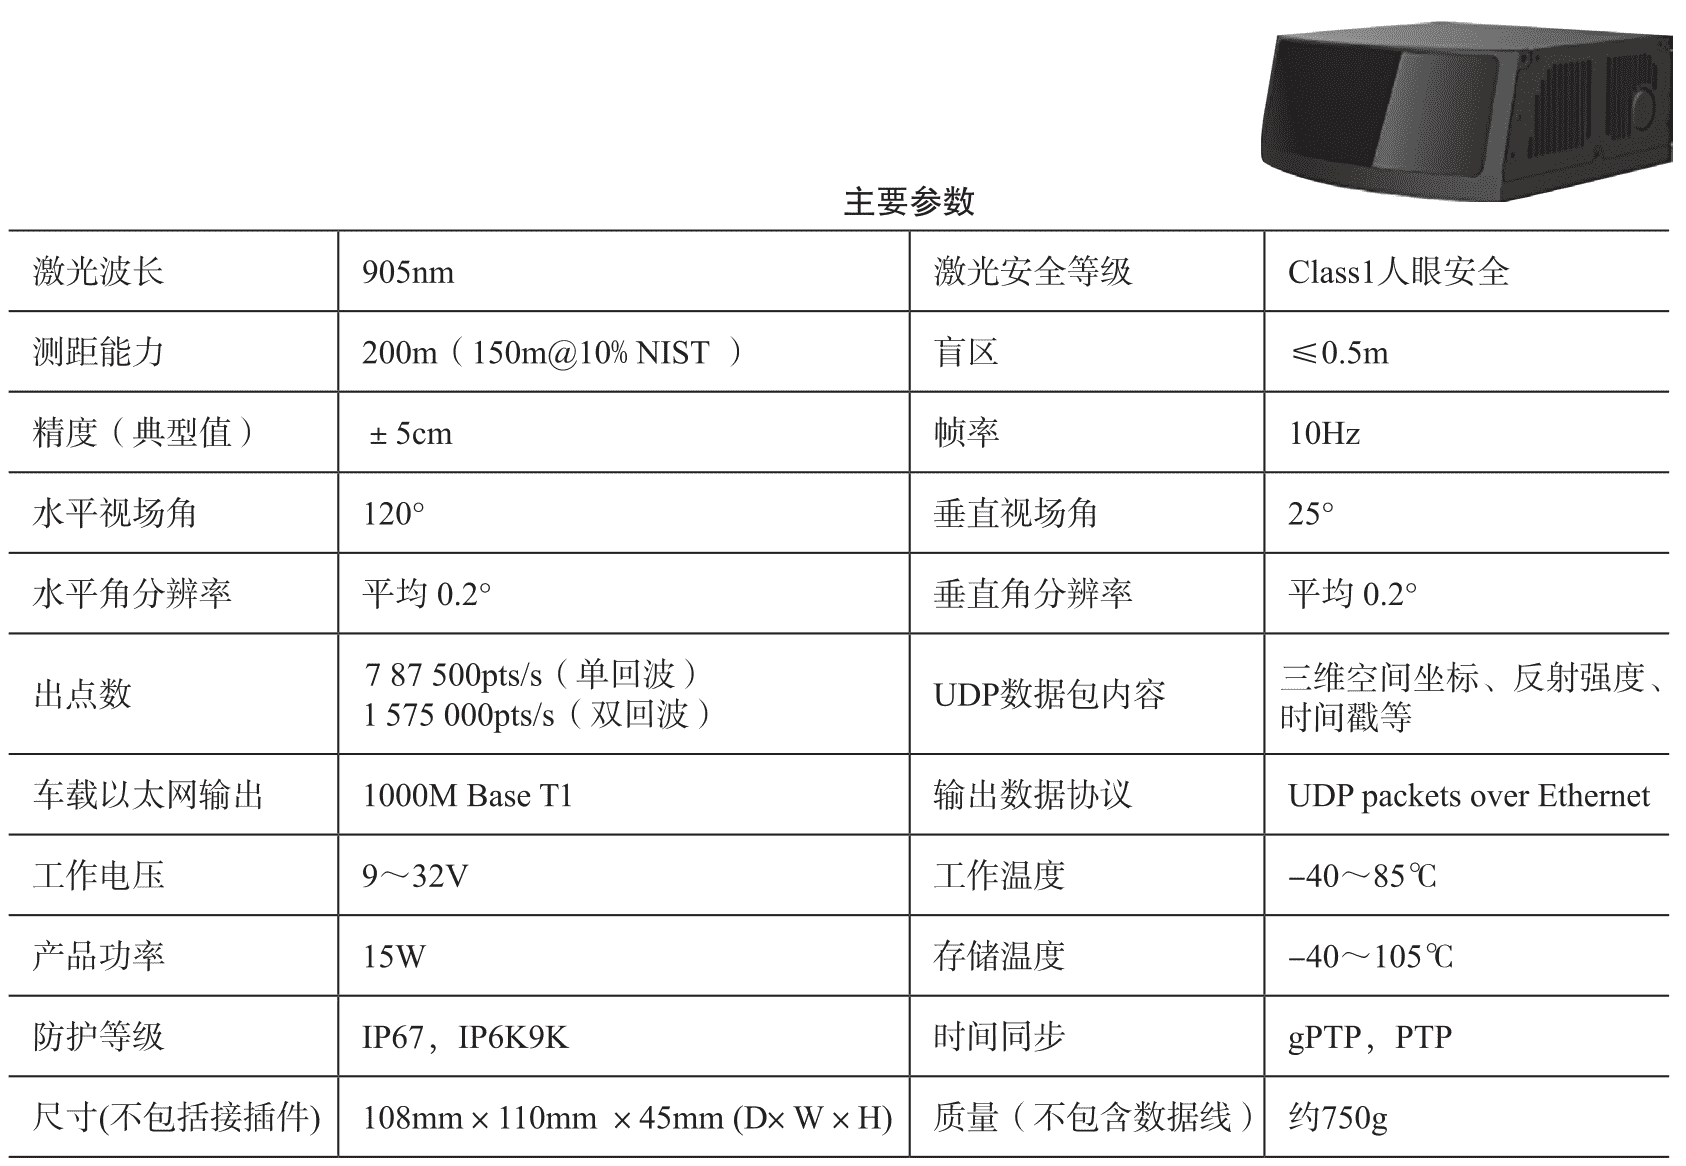 主要参数
激光波长 905nm 激光安全等级 Class1人眼安全
测距能力 200m（150m@10% NIST ） 盲区 ≤0.5m
精度（典型值） ±5cm 帧率 10Hz
水平视场角 120° 垂直视场角 25°
水平角分辨率 平均 0.2° 垂直角分辨率 平均 0.2°
出点数 7 87 500pts/s（单回波） UDP数据包内容 三维空间坐标、反射强度、
1 575 000pts/s（双回波） 时间戳等
车载以太网输出 1000M Base T1 输出数据协议 UDP packets over Ethernet
工作电压 9～32V 工作温度 –40～85℃
产品功率 15W 存储温度 –40～105℃
防护等级 IP67，IP6K9K 时间同步 gPTP，PTP
尺寸(不包括接插件) 108mm × 110mm × 45mm (D× W × H) 质量（不包含数据线） 约750g